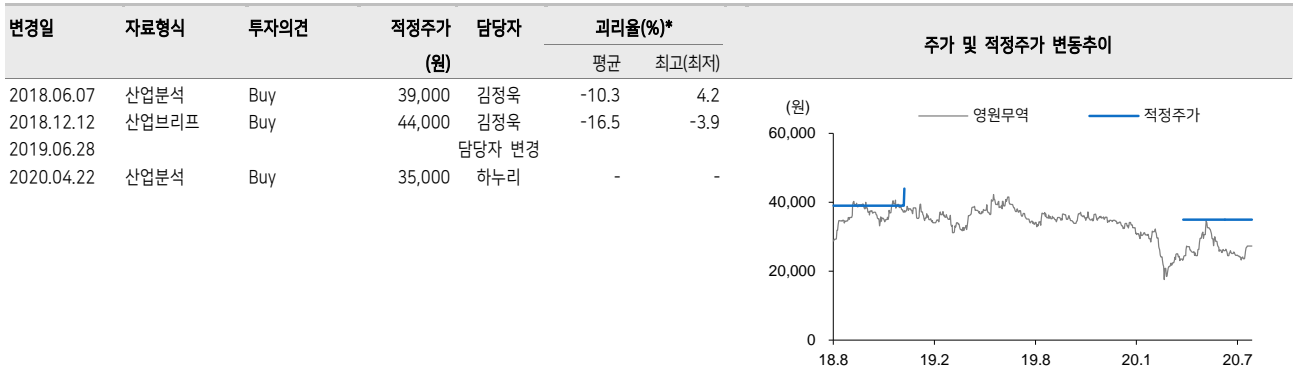 변경일 자료형식 투자의견 적정주가 담당자 괴리율(%)* 주가 및 적정주가 변동추이
(원) 평균 최고(최저)
2018.06.07 산업분석 Buy 39,000 김정욱 -10.3 4.2
2018.12.12 산업브리프 Buy 44,000 김정욱 -16.5 -3.9
2019.06.28 담당자 변경
2020.04.22 산업분석 Buy 35,000 하누리 - -
(원) 영원무역 적정주가
60,000
40,000
20,000
0
18.8 19.2 19.8 20.1 20.7